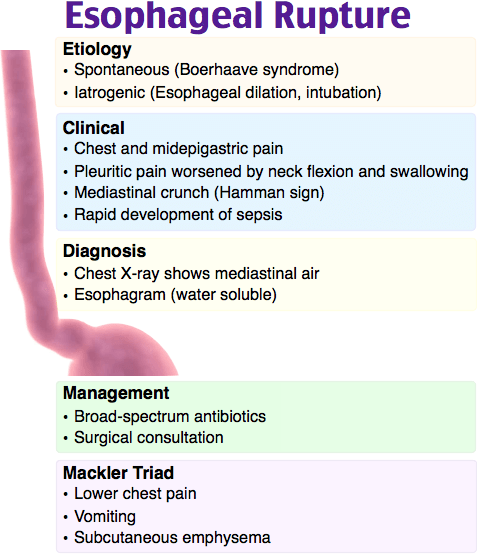 Esophageal Rupture
Etiology
• Spontaneous (Boerhaave syndrome)
• Iatrogenic (Esophageal dilation, intubation)
Clinical
• Chest and midepigastric pain
• Pleuritic pain worsened by neck flexion and swallowing
• Mediastinal crunch (Hamman sign)
• Rapid development of sepsis
Diagnosis
• Chest X-ray shows mediastinal air
• Esophagram (water soluble)
Management
• Broad-spectrum antibiotics
• Surgical consultation
Mackler Triad
• Lower chest pain
• Vomiting
• Subcutaneous emphysema